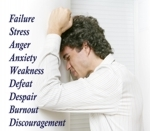 Failure
Stress
Anger
Anxiety
Weakness
Defeat
Despair
Burnout
Discouragement